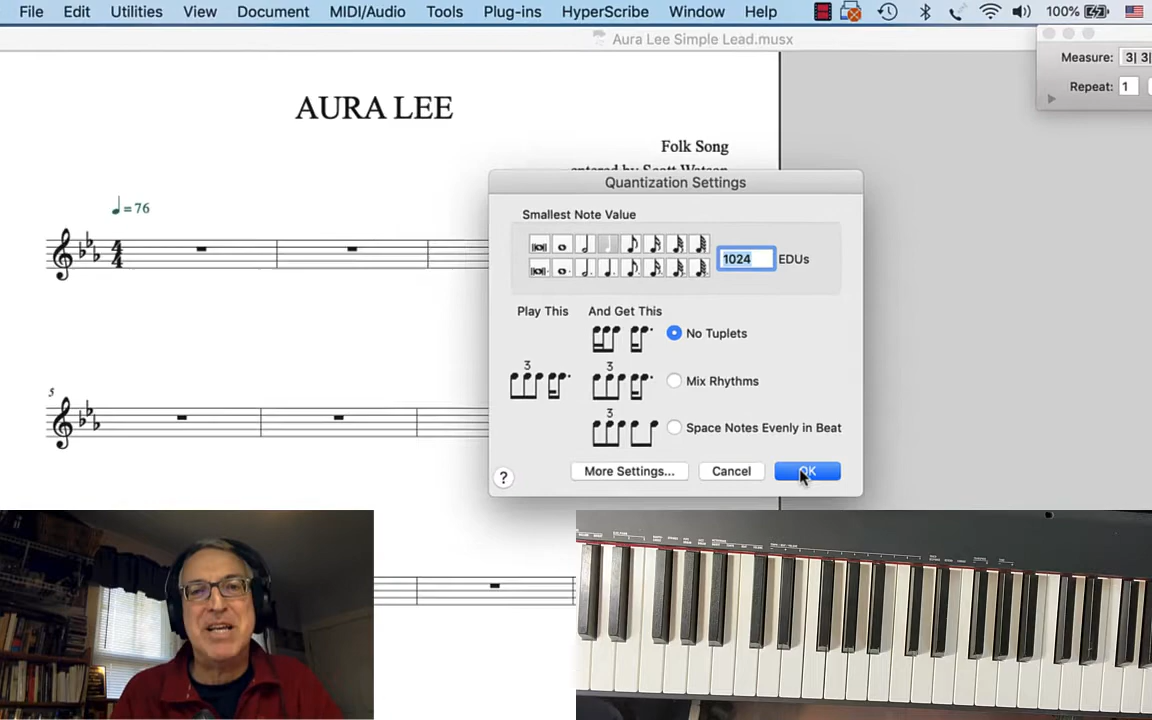 File Edit Utilities View Document MIDI/Audio Tools Plug-ins HyperScribe Window Help 100%
Aura Lee Simple Lead.musx
Measure: 3| 3|
Repeat: 1
AURA LEE
Folk Song
= 76
Quantization Settings
Smallest Note Value
1024 EDUs
Play This And Get This
No Tuplets
3 3 Mix Rhythms
3 Space Notes Evenly in Beat
? More Settings... Cancel OK
5